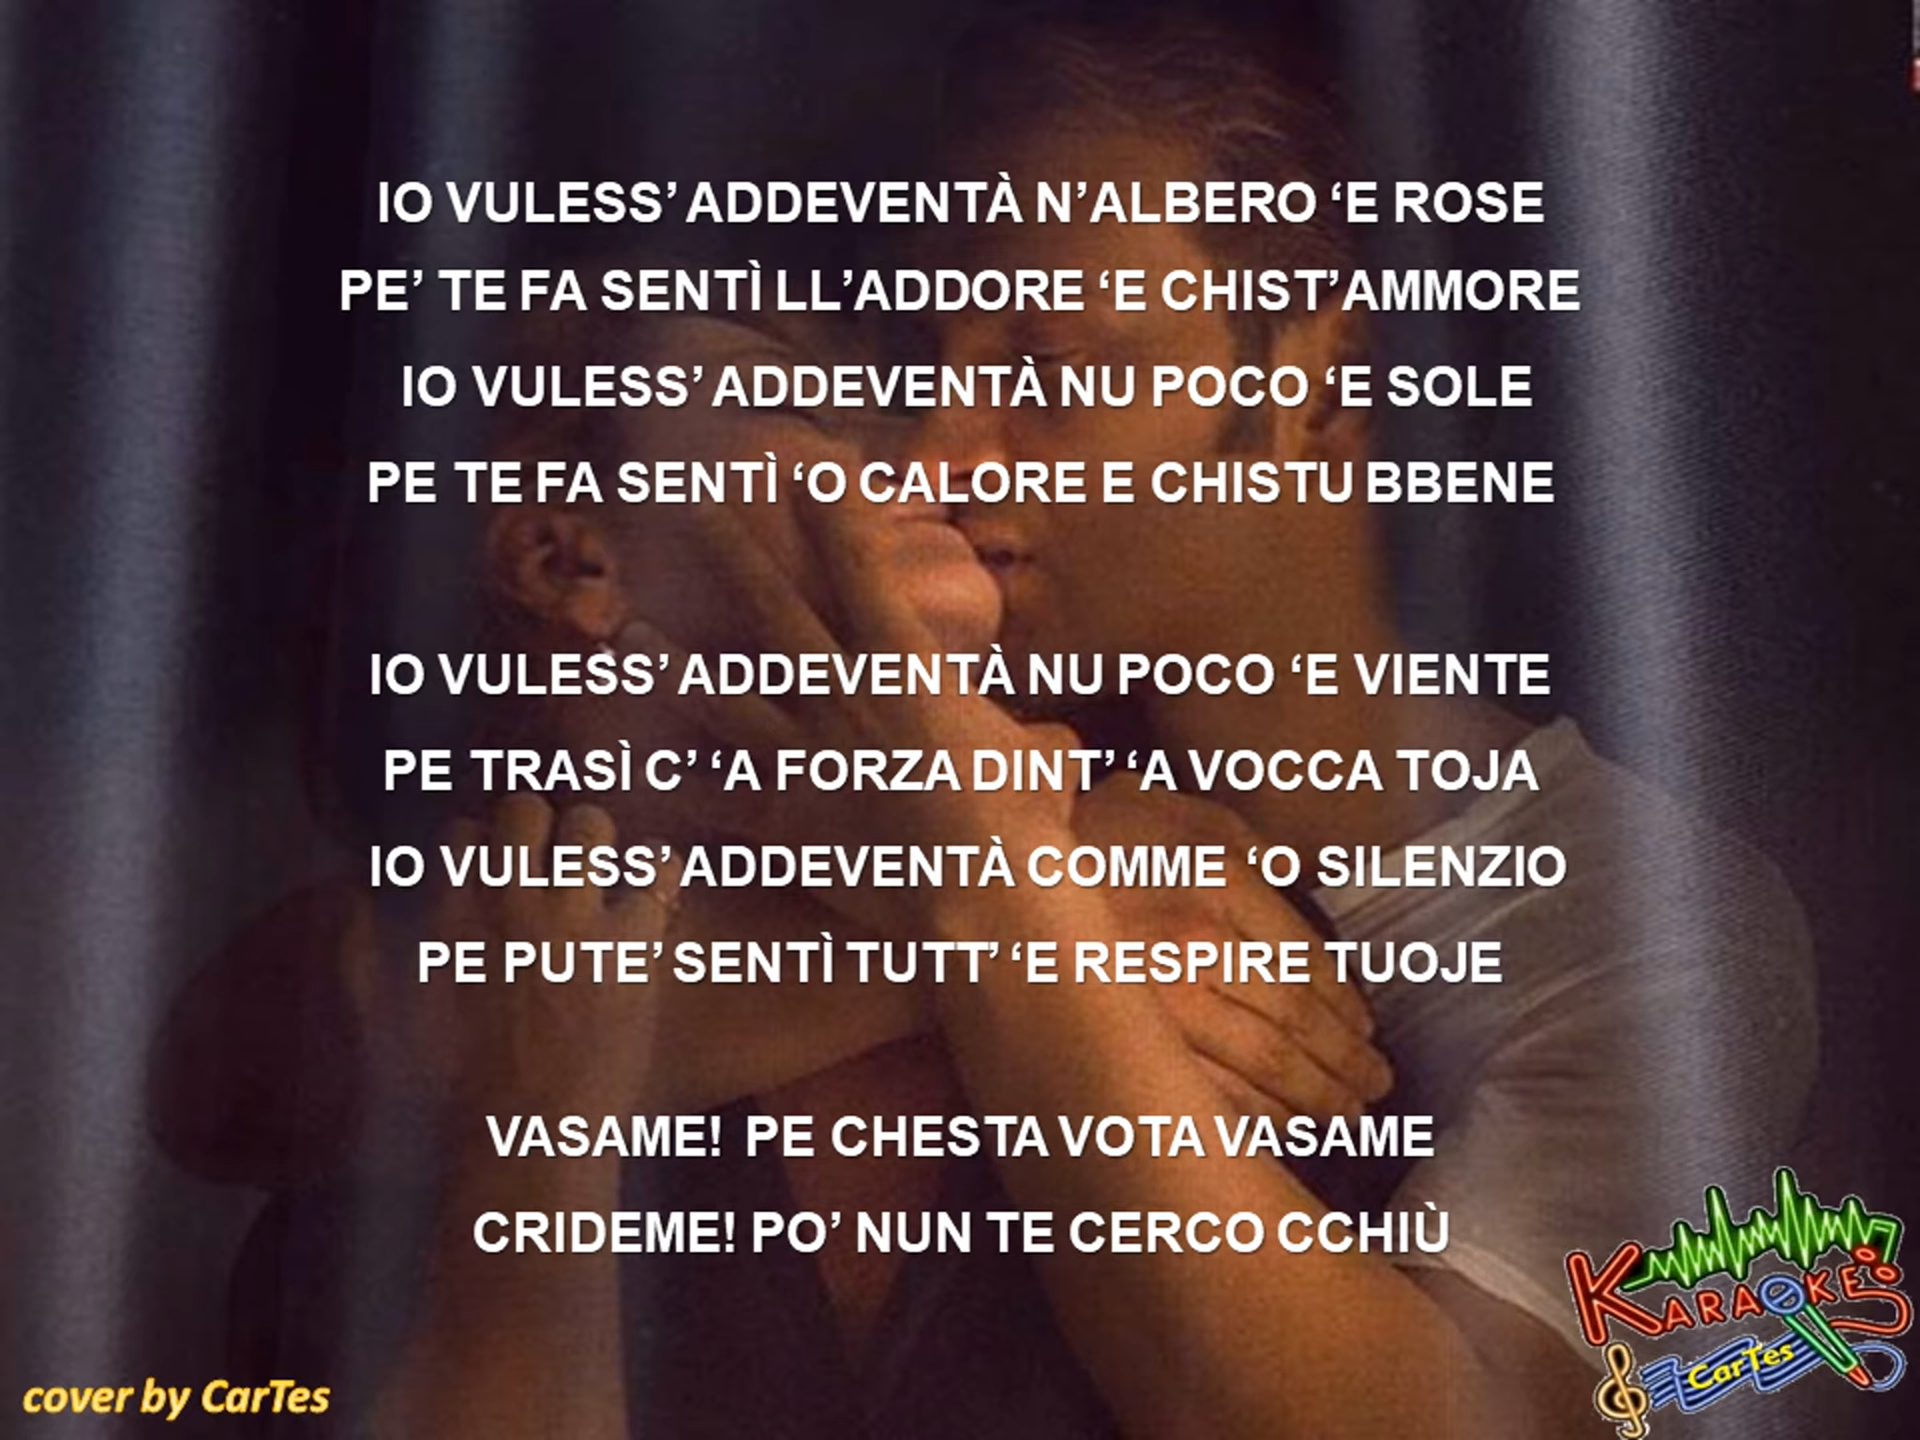 IO VULESS’ ADDEVENTÀ N’ALBERO ‘E ROSE
PE’ TE FA SENTÌ LL’ADDORE ‘E CHIST’AMMORE
IO VULESS’ ADDEVENTÀ NU POCO ‘E SOLE
PE TE FA SENTÌ ‘O CALORE E CHISTU BBENE
IO VULESS’ ADDEVENTÀ NU POCO ‘E VIENTE
PE TRASÌ C’ ‘A FORZA DINT’ ‘A VOCCA TOJA
IO VULESS’ ADDEVENTÀ COMME ‘O SILENZIO
PE PUTE’ SENTÌ TUTT’ ‘E RESPIRE TUOJE
VASAME! PE CHESTA VOTA VASAME
CRIDEME! PO’ NUN TE CERCO CCHIÙ
KARAOKE
CarTes
cover by CarTes